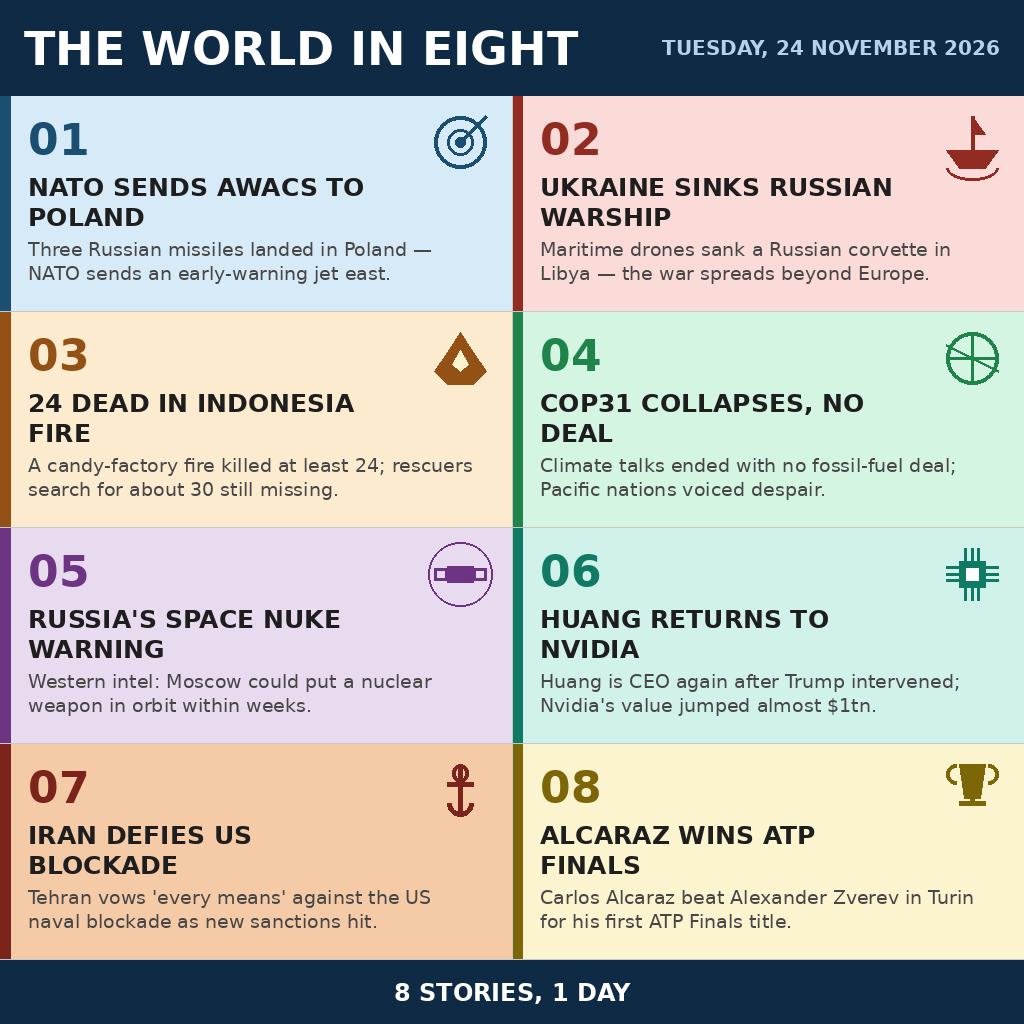 THE WORLD IN EIGHT
TUESDAY, 24 NOVEMBER 2026
01
NATO SENDS AWACS TO
POLAND
Three Russian missiles landed in Poland —
NATO sends an early-warning jet east.
02
UKRAINE SINKS RUSSIAN
WARSHIP
Maritime drones sank a Russian corvette in
Libya — the war spreads beyond Europe.
03
24 DEAD IN INDONESIA
FIRE
A candy-factory fire killed at least 24; rescuers
search for about 30 still missing.
04
COP31 COLLAPSES, NO
DEAL
Climate talks ended with no fossil-fuel deal;
Pacific nations voiced despair.
05
RUSSIA'S SPACE NUKE
WARNING
Western intel: Moscow could put a nuclear
weapon in orbit within weeks.
06
HUANG RETURNS TO
NVIDIA
Huang is CEO again after Trump intervened;
Nvidia's value jumped almost $1tn.
07
IRAN DEFIES US
BLOCKADE
Tehran vows 'every means' against the US
naval blockade as new sanctions hit.
08
ALCARAZ WINS ATP
FINALS
Carlos Alcaraz beat Alexander Zverev in Turin
for his first ATP Finals title.
8 STORIES, 1 DAY